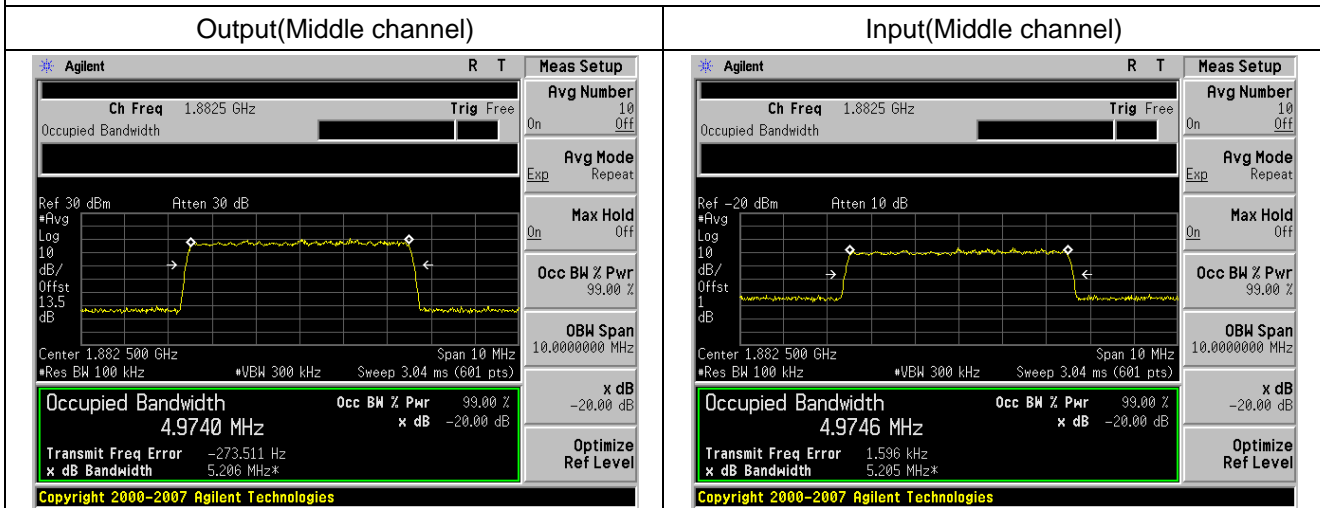 Output(Middle channel)
Input(Middle channel)
Agilent R T
Ch Freq 1.8825 GHz Trig Free
Occupied Bandwidth
Ref 30 dBm Atten 30 dB
#Avg
Log
10
dB/
Offst
13.5
dB
Center 1.882 500 GHz Span 10 MHz
#Res BW 100 kHz #VBW 300 kHz Sweep 3.04 ms (601 pts)
Occupied Bandwidth Occ BW % Pwr 99.00 %
4.9740 MHz x dB -20.00 dB
Transmit Freq Error -273.511 Hz
x dB Bandwidth 5.206 MHz*
Copyright 2000-2007 Agilent Technologies
Meas Setup
Avg Number
10
On Off
Avg Mode
Exp Repeat
Max Hold
On Off
Occ BW % Pwr
99.00 %
OBW Span
10.0000000 MHz
x dB
-20.00 dB
Optimize
Ref Level
Agilent R T
Ch Freq 1.8825 GHz Trig Free
Occupied Bandwidth
Ref -20 dBm Atten 10 dB
#Avg
Log
10
dB/
Offst
1
dB
Center 1.882 500 GHz Span 10 MHz
#Res BW 100 kHz #VBW 300 kHz Sweep 3.04 ms (601 pts)
Occupied Bandwidth Occ BW % Pwr 99.00 %
4.9746 MHz x dB -20.00 dB
Transmit Freq Error 1.596 kHz
x dB Bandwidth 5.205 MHz*
Copyright 2000-2007 Agilent Technologies
Meas Setup
Avg Number
10
On Off
Avg Mode
Exp Repeat
Max Hold
On Off
Occ BW % Pwr
99.00 %
OBW Span
10.0000000 MHz
x dB
-20.00 dB
Optimize
Ref Level